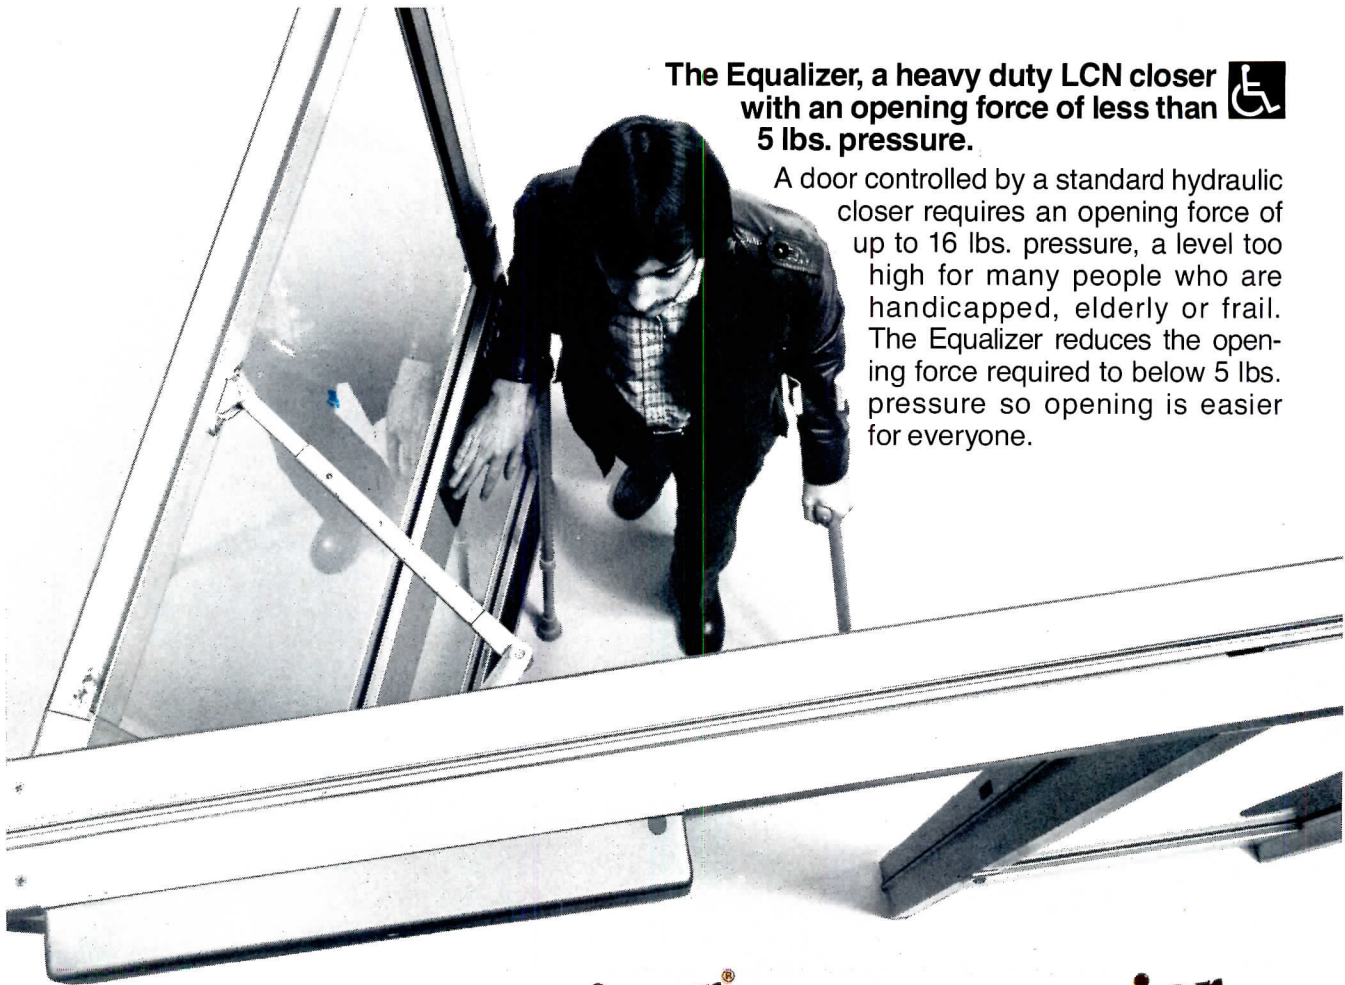 The Equalizer, a heavy duty LCN closer
with an opening force of less than
5 lbs. pressure.
A door controlled by a standard hydraulic
closer requires an opening force of
up to 16 lbs. pressure, a level too
high for many people who are
handicapped, elderly or frail.
The Equalizer reduces the open-
ing force required to below 5 lbs.
pressure so opening is easier
for everyone.